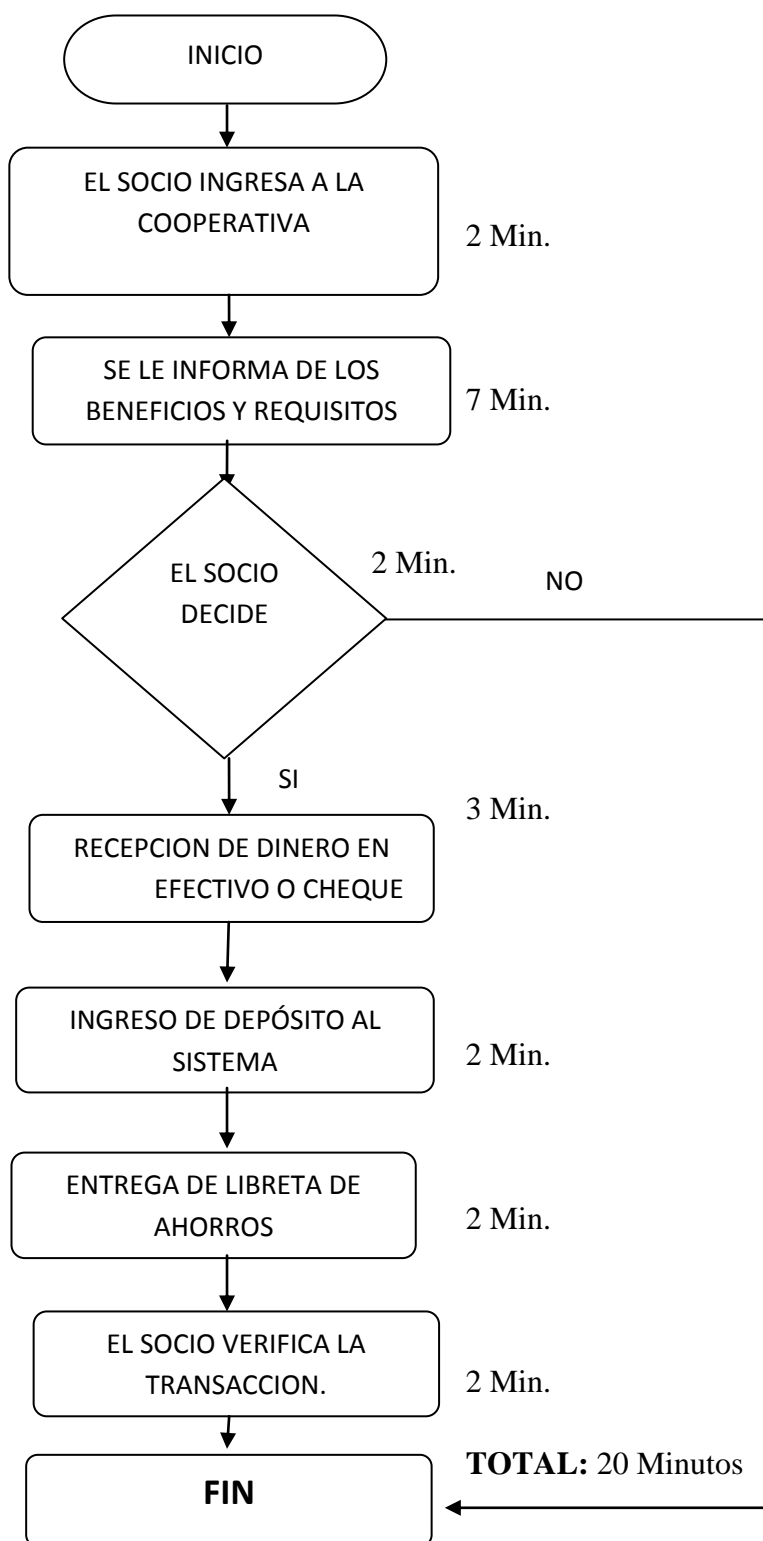 INICIO
EL SOCIO INGRESA A LA
COOPERATIVA
2 Min.
SE LE INFORMA DE LOS
BENEFICIOS Y REQUISITOS
7 Min.
EL SOCIO
DECIDE
2 Min.
NO
SI
3 Min.
RECEPCION DE DINERO EN
EFECTIVO O CHEQUE
INGRESO DE DEPÓSITO AL
SISTEMA
2 Min.
ENTREGA DE LIBRETA DE
AHORROS
2 Min.
EL SOCIO VERIFICA LA
TRANSACCION.
2 Min.
TOTAL: 20 Minutos
FIN